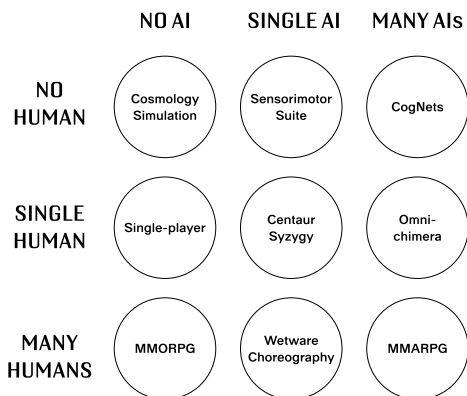 NO AI SINGLE AI MANY AIs
NO
HUMAN
Cosmology
Simulation
Sensorimotor
Suite
CogNets
SINGLE
HUMAN
Single-player
Centaur
Syzygy
Omni-
chimera
MANY
HUMANS
MMORPG
Wetware
Choreography
MMARPG